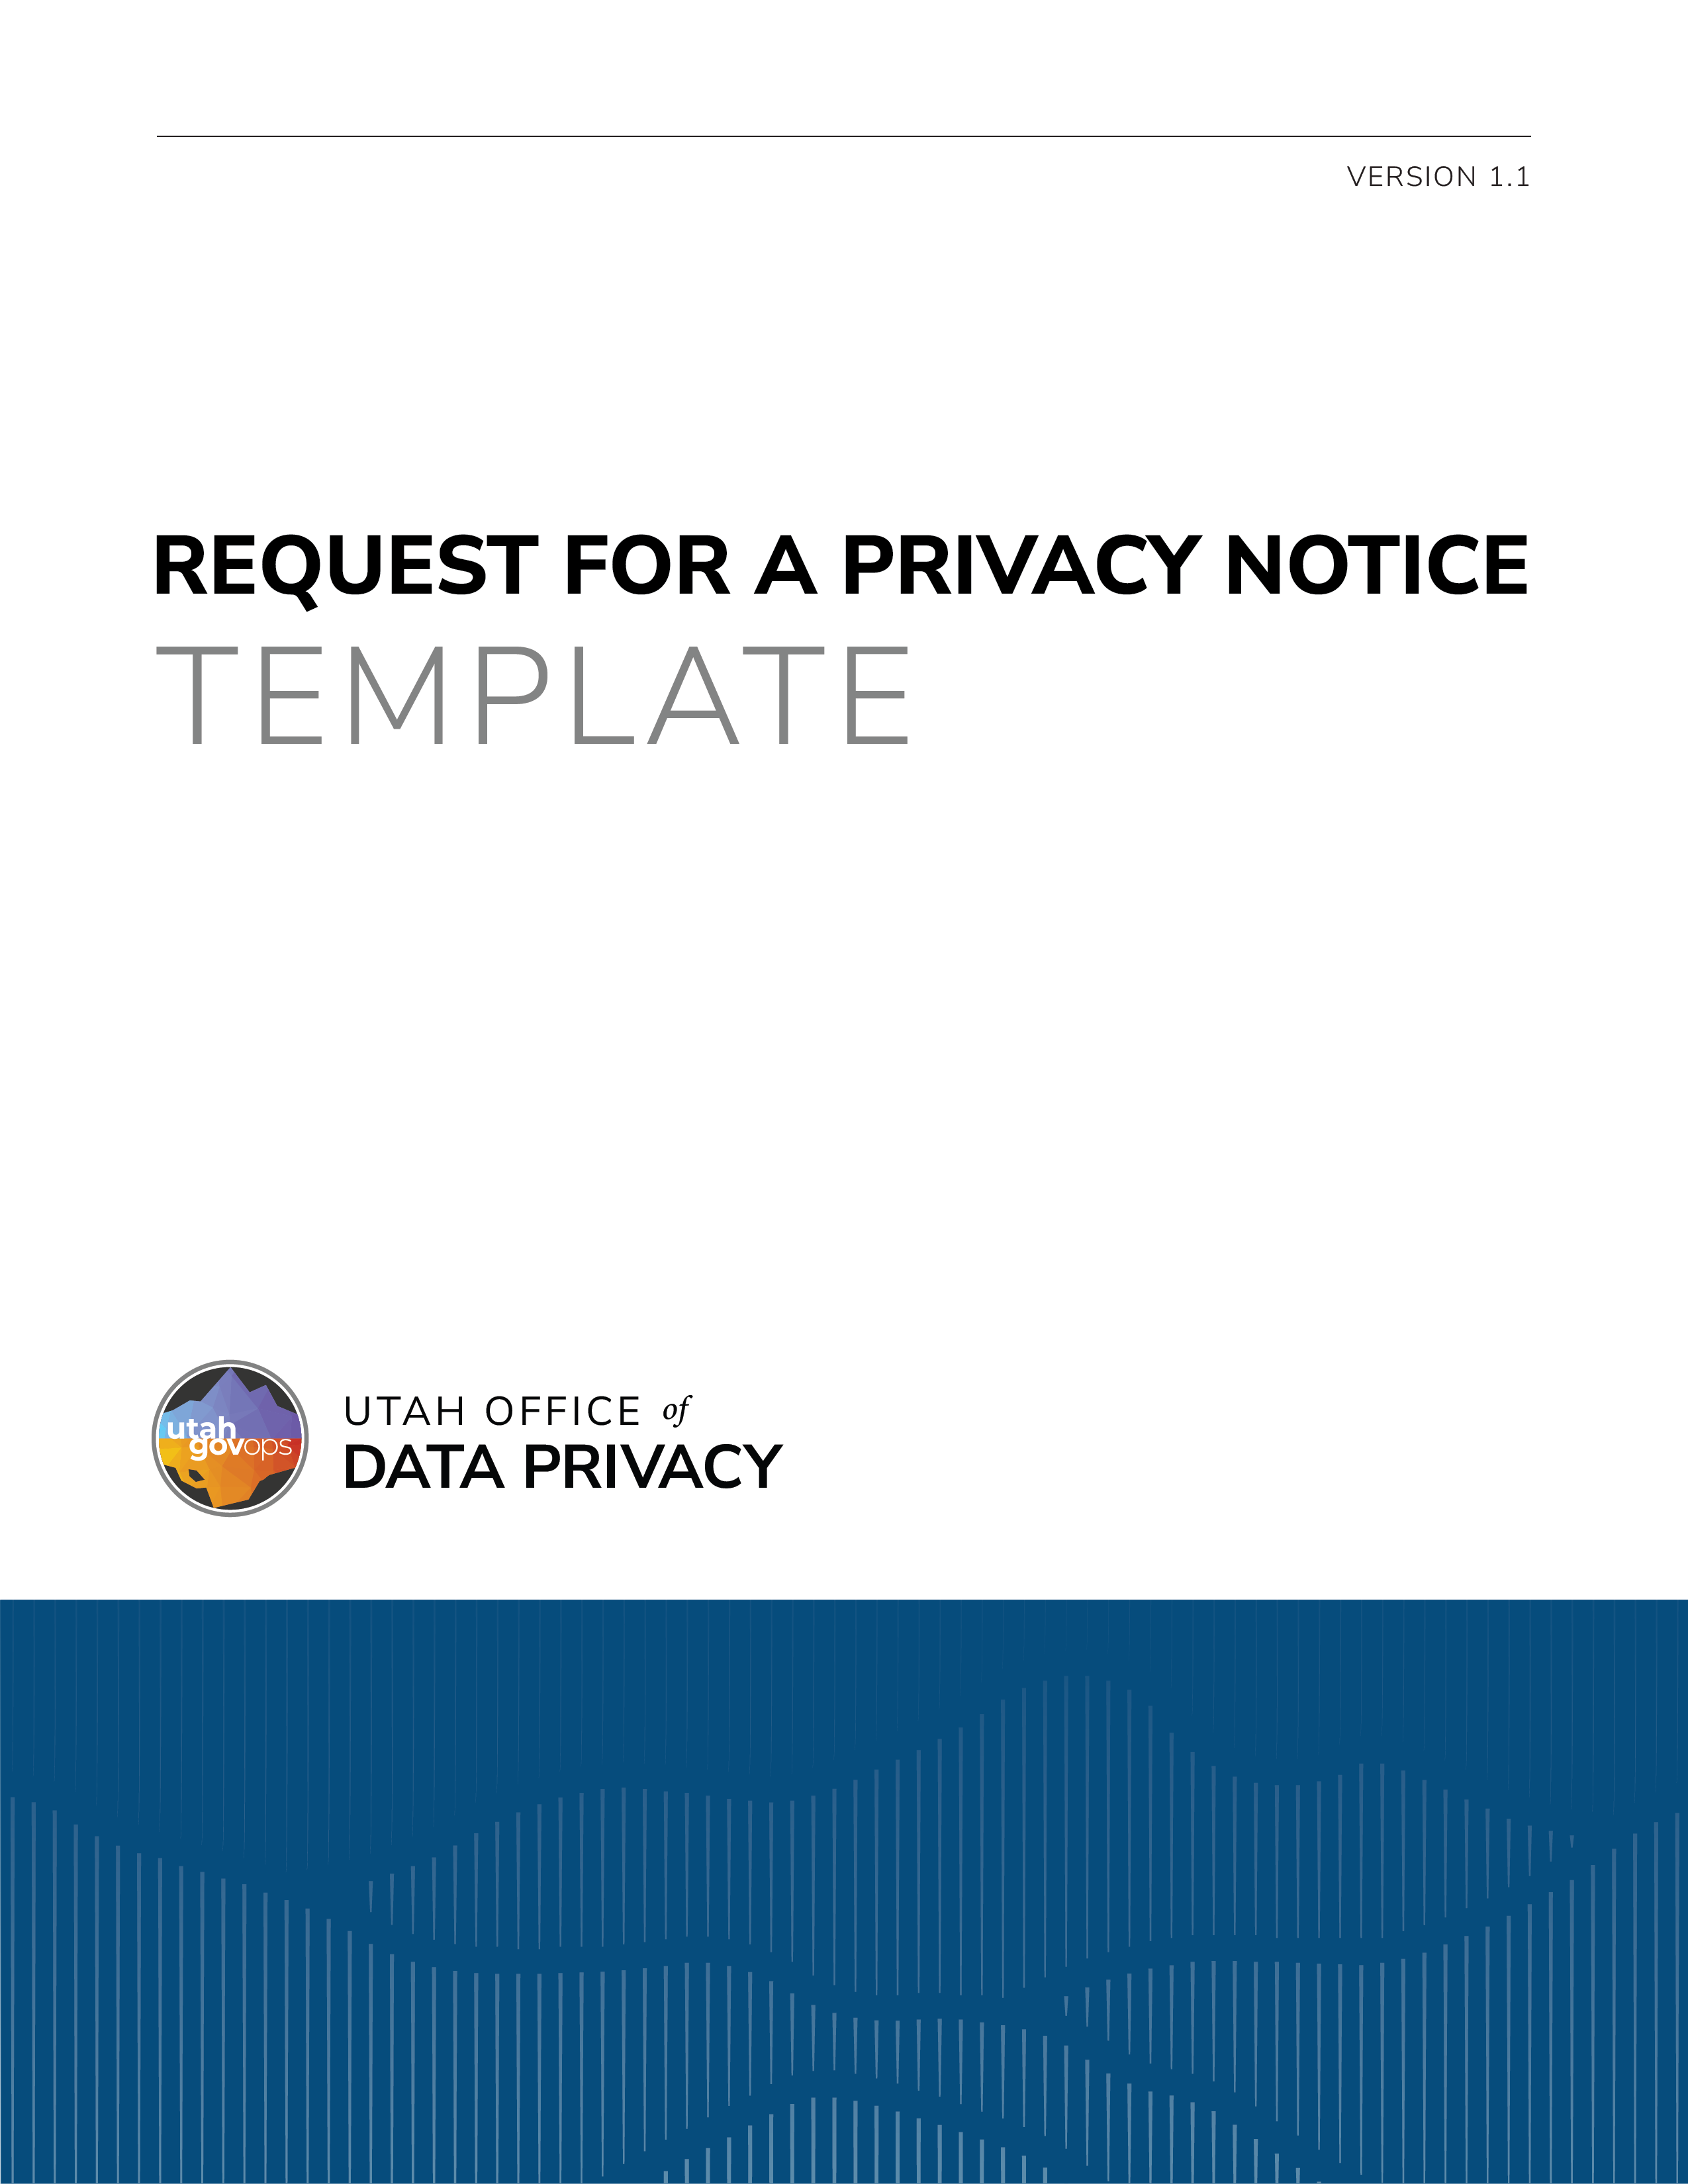 VERSION 1.1
REQUEST FOR A PRIVACY NOTICE
TEMPLATE
utah
govops
UTAH OFFICE of
DATA PRIVACY